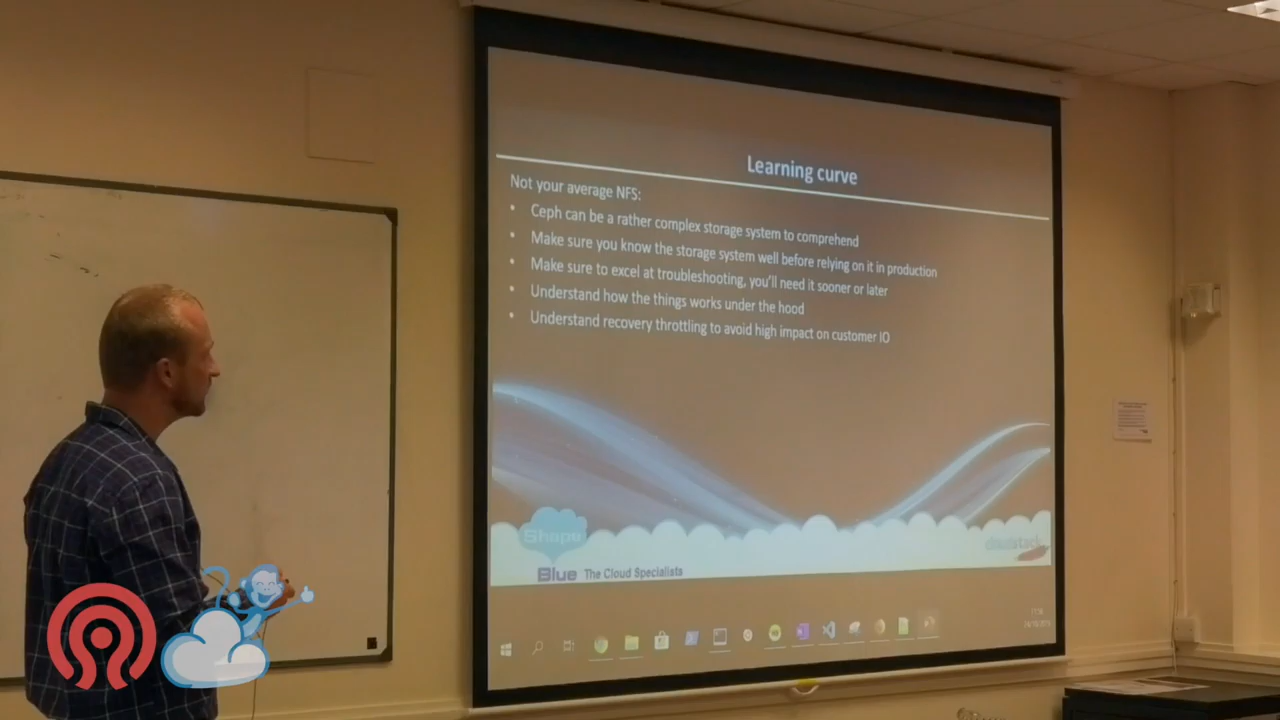 Learning curve
Not your average NFS:
• Ceph can be a rather complex storage system to comprehend
• Make sure you know the storage system well before relying on it in production
• Make sure to excel at troubleshooting, you'll need it sooner or later
• Understand how the things works under the hood
• Understand recovery throttling to avoid high impact on customer IO
Shape
Blue The Cloud Specialists
cloudstack